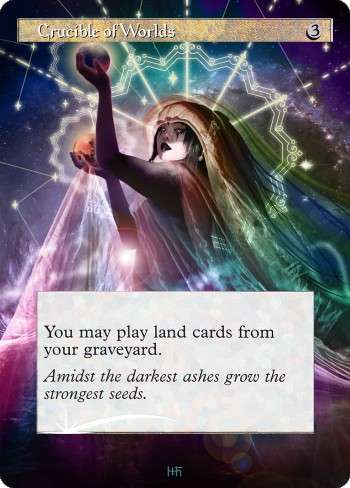 Crucible of Worlds 3
You may play land cards from
your graveyard.
Amidst the darkest ashes grow the
strongest seeds.